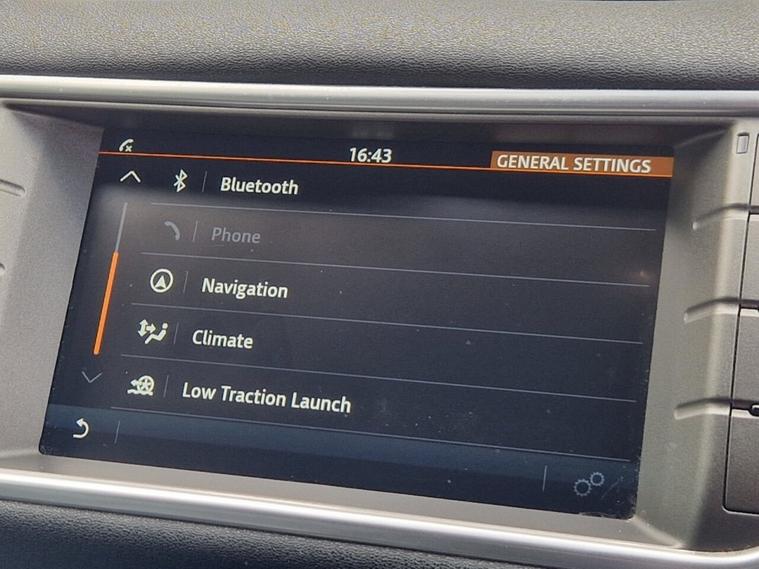 16:43
GENERAL SETTINGS
Bluetooth
Phone
Navigation
Climate
Low Traction Launch